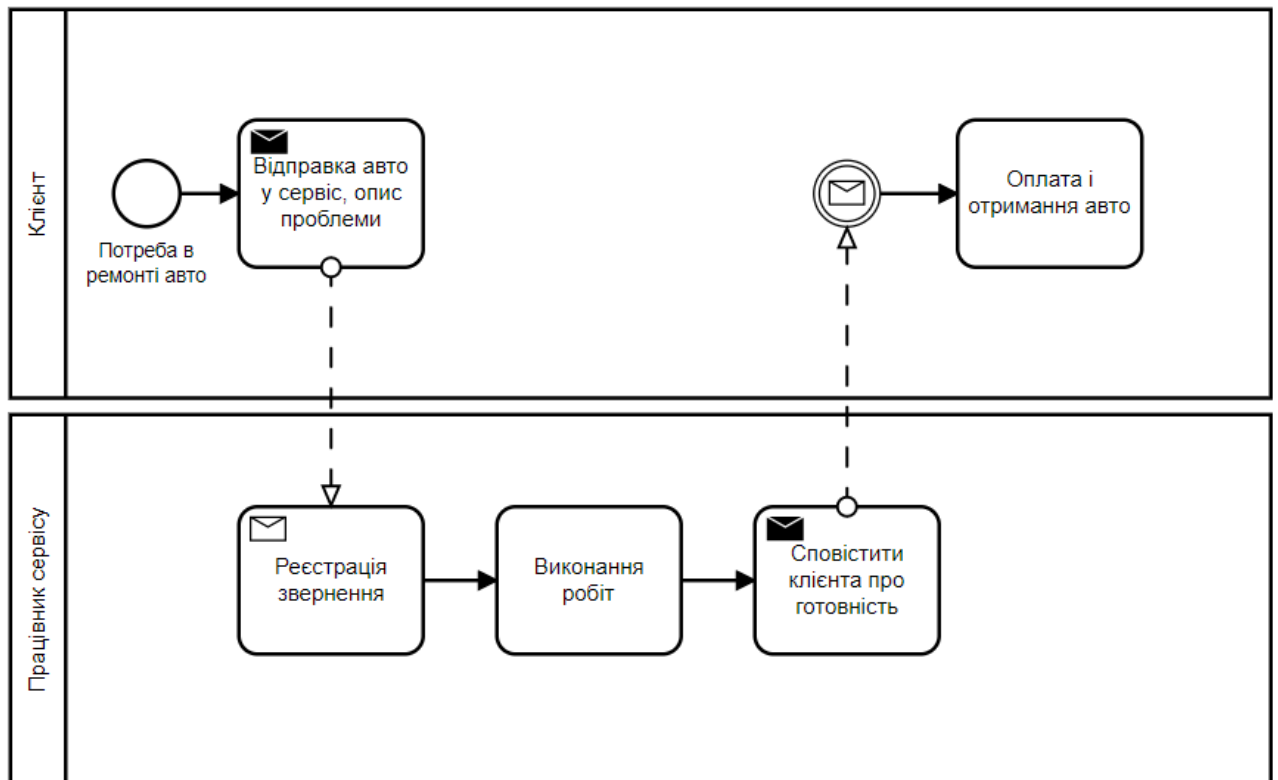 Клієнт
Потреба в
ремонті авто
Відправка авто
у сервіс, опис
проблеми
Оплата і
отримання авто
Працівник сервісу
Реєстрація
звернення
Виконання
робіт
Сповістити
клієнта про
готовність